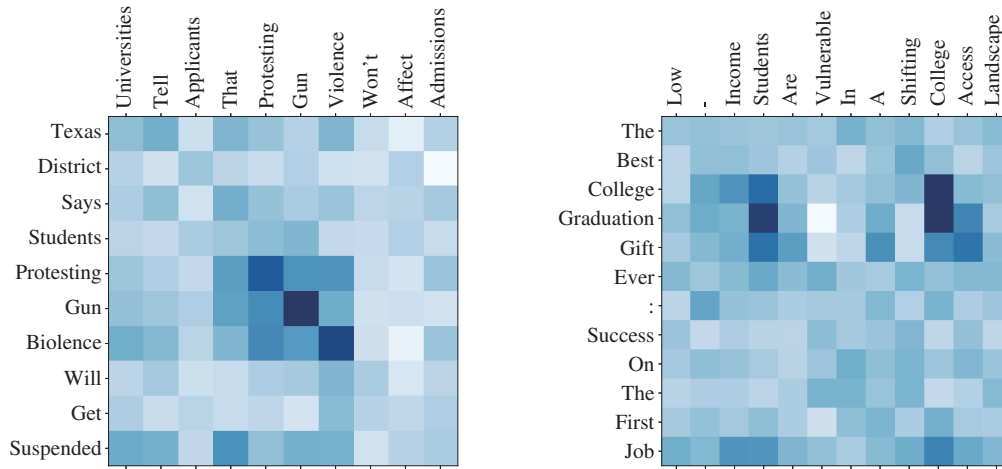 Universities Tell Applicants That Protesting Gun Violence Won't Affect Admissions
Texas
District
Says
Students
Protesting
Gun
Biolence
Will
Get
Suspended
Low - Income Students Are Vulnerable In A Shifting College Access Landscape
The
Best
College
Graduation
Gift
Ever
:
Success
On
The
First
Job